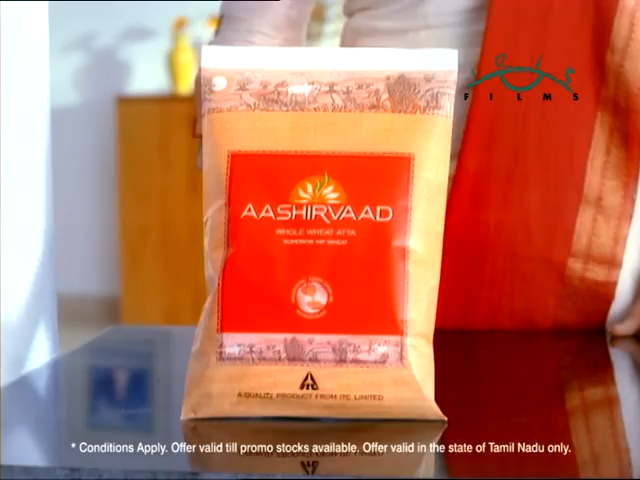 FILMS
AASHIRVAAD
WHOLE WHEAT ATTA
SUPERIOR MP WHEAT
A QUALITY PRODUCT FROM ITC LIMITED
* Conditions Apply. Offer valid till promo stocks available. Offer valid in the state of Tamil Nadu only.